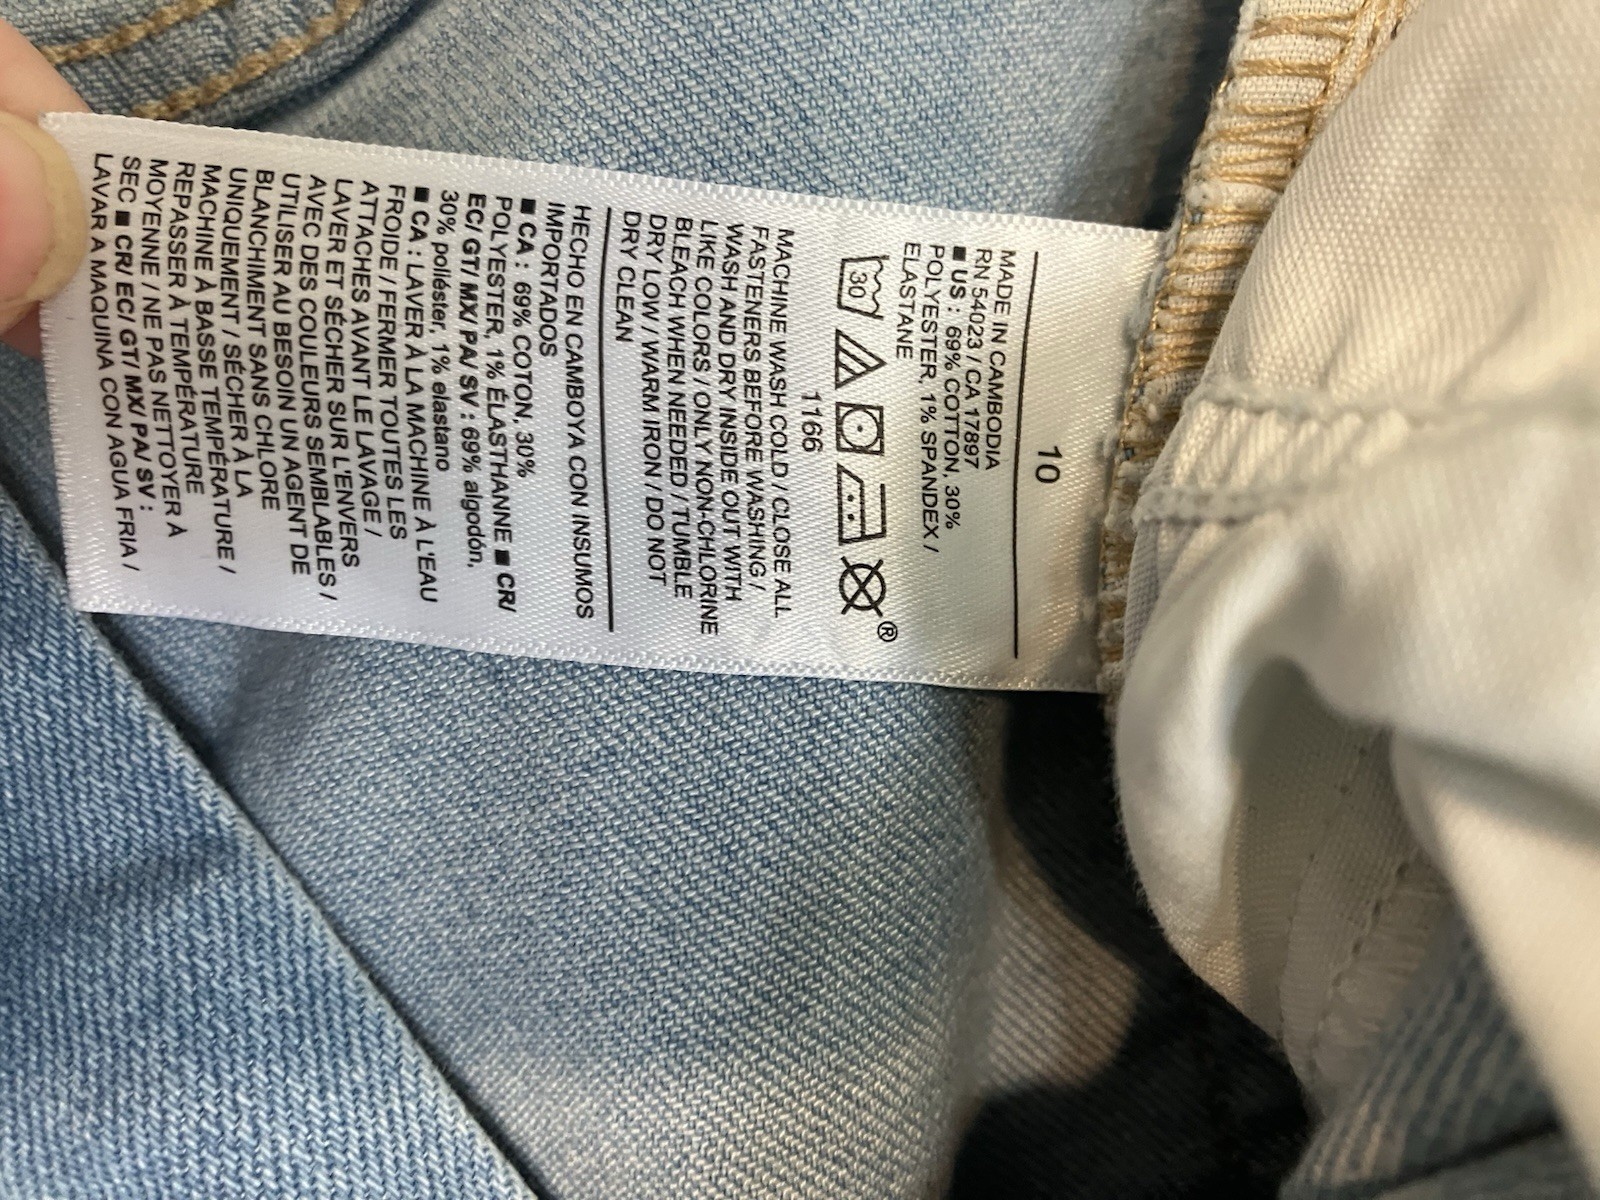 10
MADE IN CAMBODIA
RN 54023 / CA 17897
■ US : 69% COTTON, 30%
POLYESTER, 1% SPANDEX /
ELASTANE
30
®
1166
MACHINE WASH COLD / CLOSE ALL
FASTENERS BEFORE WASHING /
WASH AND DRY INSIDE OUT WITH
LIKE COLORS / ONLY NON-CHLORINE
BLEACH WHEN NEEDED / TUMBLE
DRY LOW / WARM IRON / DO NOT
DRY CLEAN
HECHO EN CAMBOYA CON INSUMOS
IMPORTADOS
■ CA : 69% COTON, 30%
POLYESTER, 1% ÉLASTHANNE ■ CR/
EC/ GT/ MX/ PA/ SV : 69% algodón,
30% poliéster, 1% elastano
■ CA : LAVER À LA MACHINE À L'EAU
FROIDE / FERMER TOUTES LES
ATTACHES AVANT LE LAVAGE /
LAVER ET SÉCHER SUR L'ENVERS
AVEC DES COULEURS SEMBLABLES /
UTILISER AU BESOIN UN AGENT DE
BLANCHIMENT SANS CHLORE
UNIQUEMENT / SÉCHER À LA
MACHINE À BASSE TEMPÉRATURE /
REPASSER À TEMPÉRATURE
MOYENNE / NE PAS NETTOYER À
SEC ■ CR/ EC/ GT/ MX/ PA/ SV :
LAVAR A MAQUINA CON AGUA FRIA /